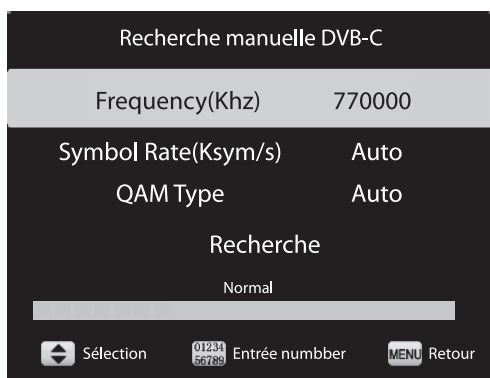 Recherche manuelle DVB-C
Frequency(Khz) 770000
Symbol Rate(Ksym/s) Auto
QAM Type Auto
Recherche
Normal
Sélection 01234 56789 Entrée numbber MENU Retour